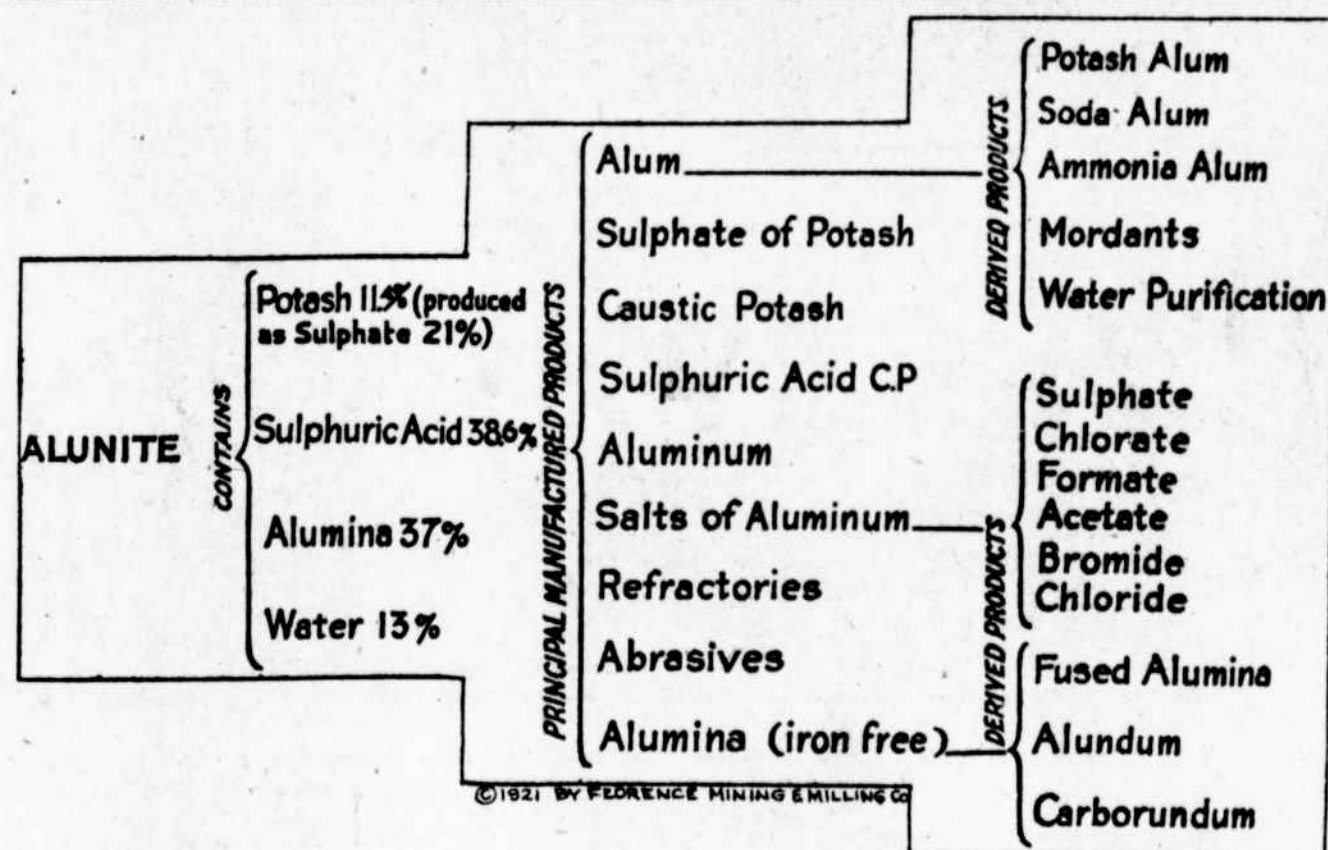 ALUNITE
CONTAINS
Potash 11.4% (produced
as Sulphate 21%)
Sulphuric Acid 38.6%
Alumina 37%
Water 13%
PRINCIPAL MANUFACTURED PRODUCTS
Alum
Sulphate of Potash
Caustic Potash
Sulphuric Acid C.P
Aluminum
Salts of Aluminum
Refractories
Abrasives
Alumina (iron free)
DERIVED PRODUCTS
Potash Alum
Soda Alum
Ammonia Alum
Mordants
Water Purification
DERIVED PRODUCTS
Sulphate
Chlorate
Formate
Acetate
Bromide
Chloride
Fused Alumina
Alundum
Carborundum
©1921 BY FLORENCE MINING & MILLING Co